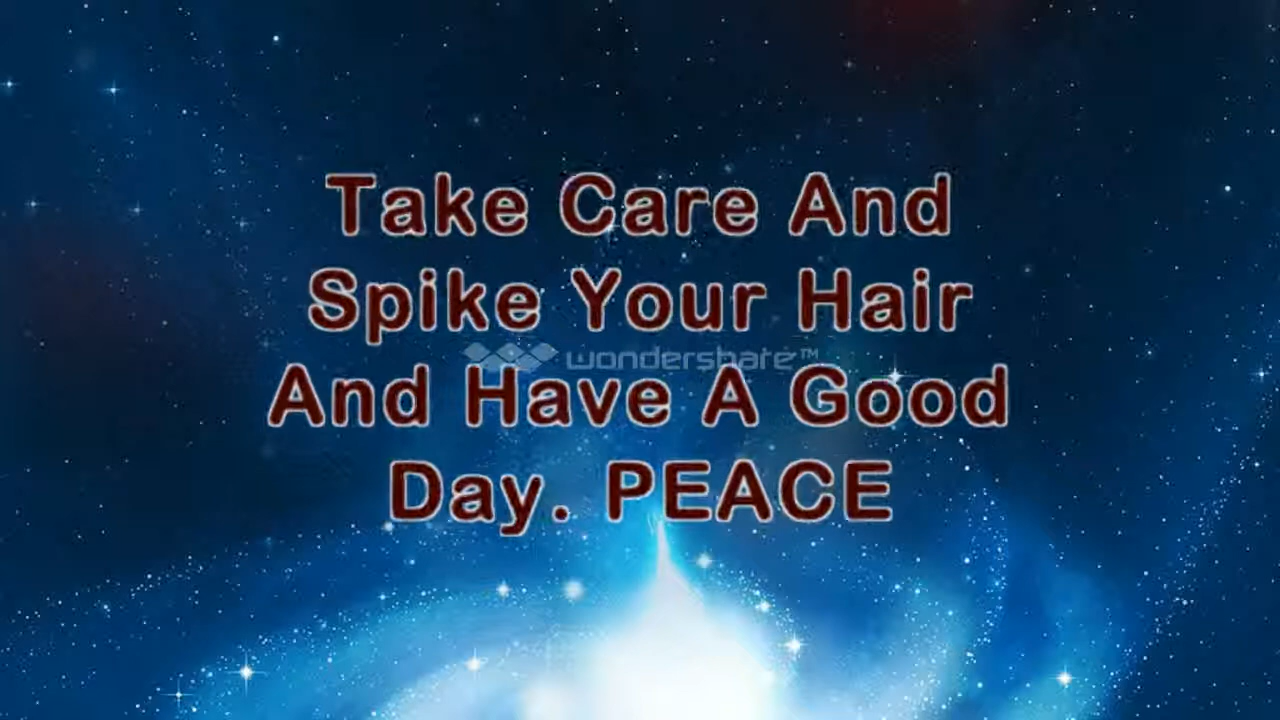 Take Care And
Spike Your Hair
wondershare™
And Have A Good
Day. PEACE